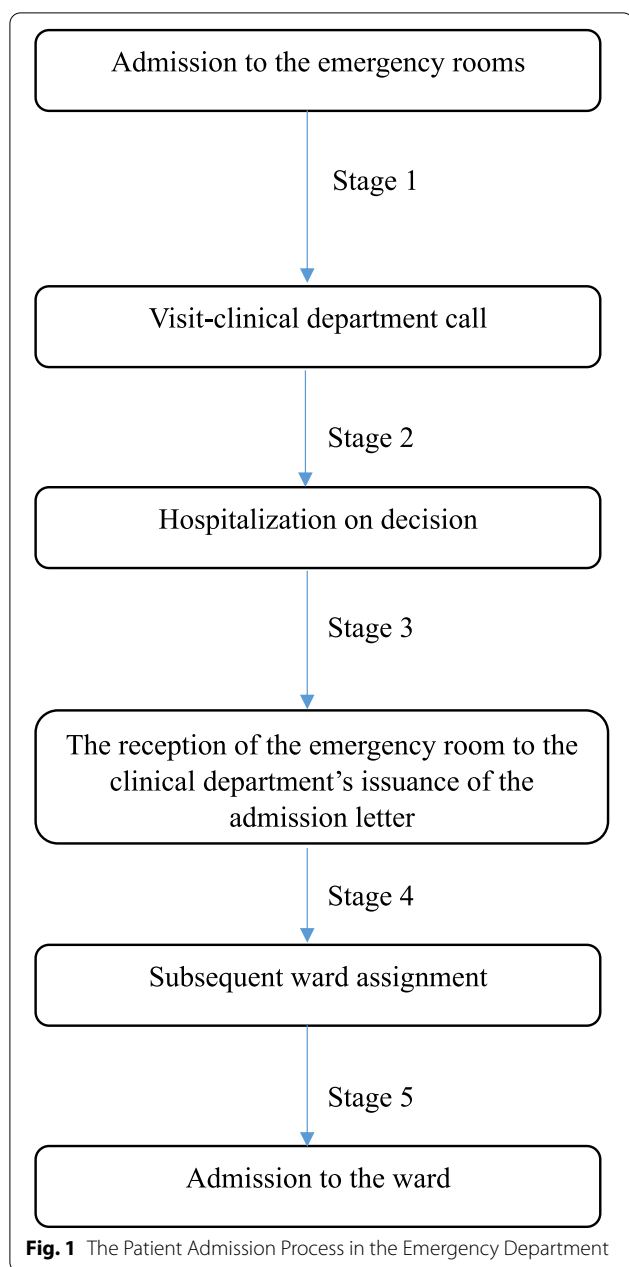 Admission to the emergency rooms
Stage 1
Visit-clinical department call
Stage 2
Hospitalization on decision
Stage 3
The reception of the emergency room to the
clinical department's issuance of the
admission letter
Stage 4
Subsequent ward assignment
Stage 5
Admission to the ward
Fig. 1 The Patient Admission Process in the Emergency Department